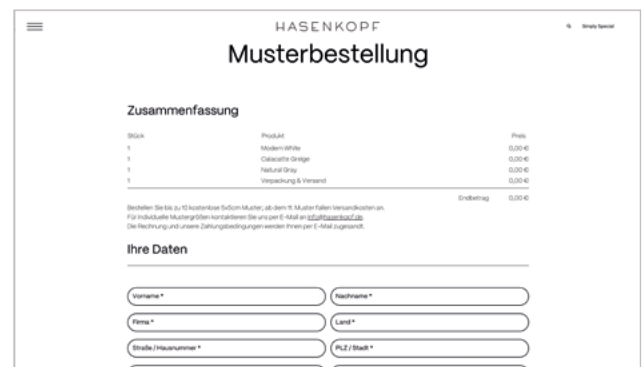 HASENKOPF
Simply Special
Musterbestellung
Zusammenfassung
Stück Produkt Preis
1 Modern White 0,00 €
1 Calacatta Greige 0,00 €
1 Natural Gray 0,00 €
1 Verpackung & Versand 0,00 €
Endbetrag 0,00 €
Bestellen Sie bis zu 10 kostenlose 5x5cm Muster; ab dem 11. Muster fallen Versandkosten an.
Für individuelle Mustergrößen kontaktieren Sie uns per E-Mail an info@hasenkopf.de.
Die Rechnung und unsere Zahlungsbedingungen werden Ihnen per E-Mail zugesandt.
Ihre Daten
Vorname * Nachname *
Firma * Land *
Straße / Hausnummer * PLZ / Stadt *